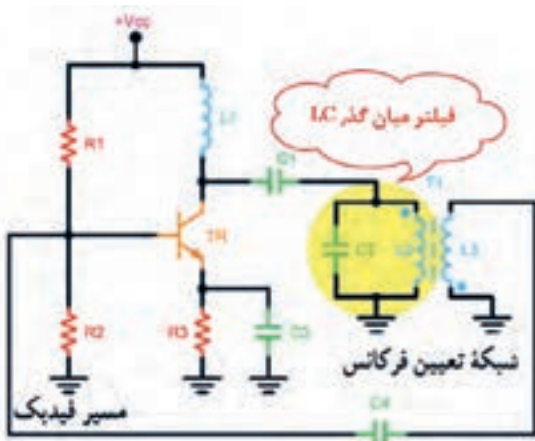 +Vcc
L1
R1
فیلتر میان گذر LC
C1
T1
TR
C2
L2
L3
R2
R3
C3
شبکهٔ تعیین فرکانس
مسیر فیدبک
C4